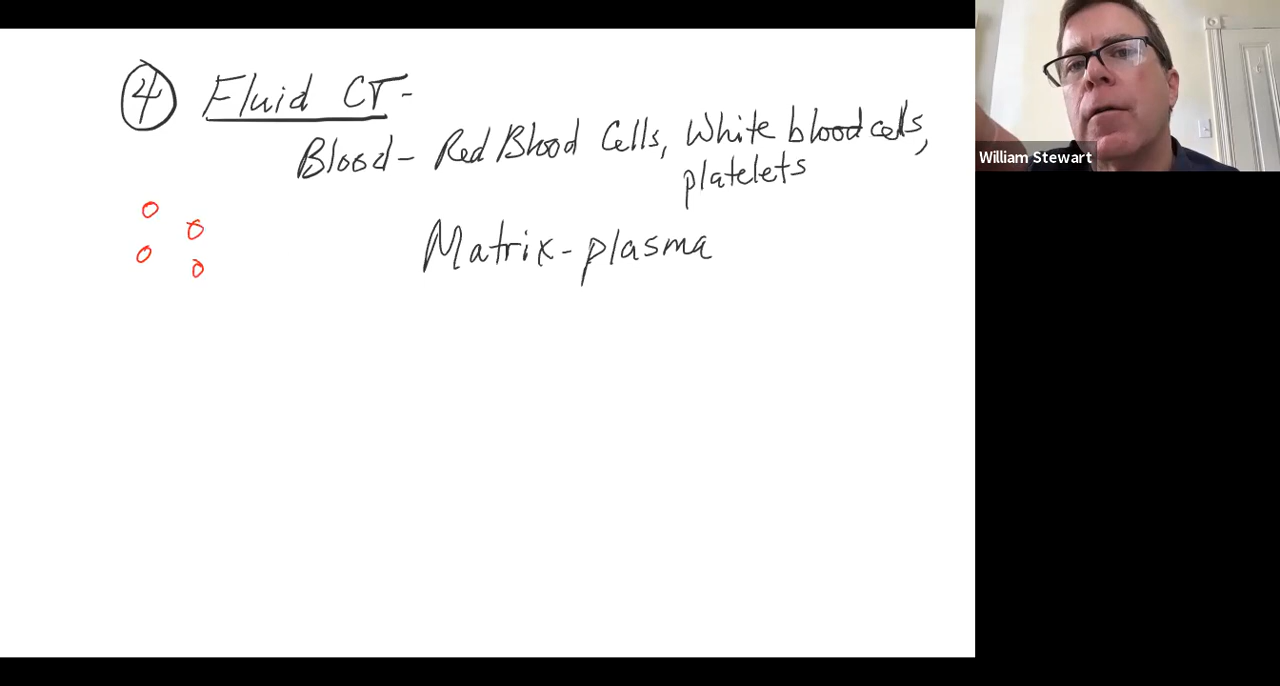 ④ Fluid CT-
Blood- Red Blood Cells, White blood cells,
platelets
Matrix-plasma
William Stewart